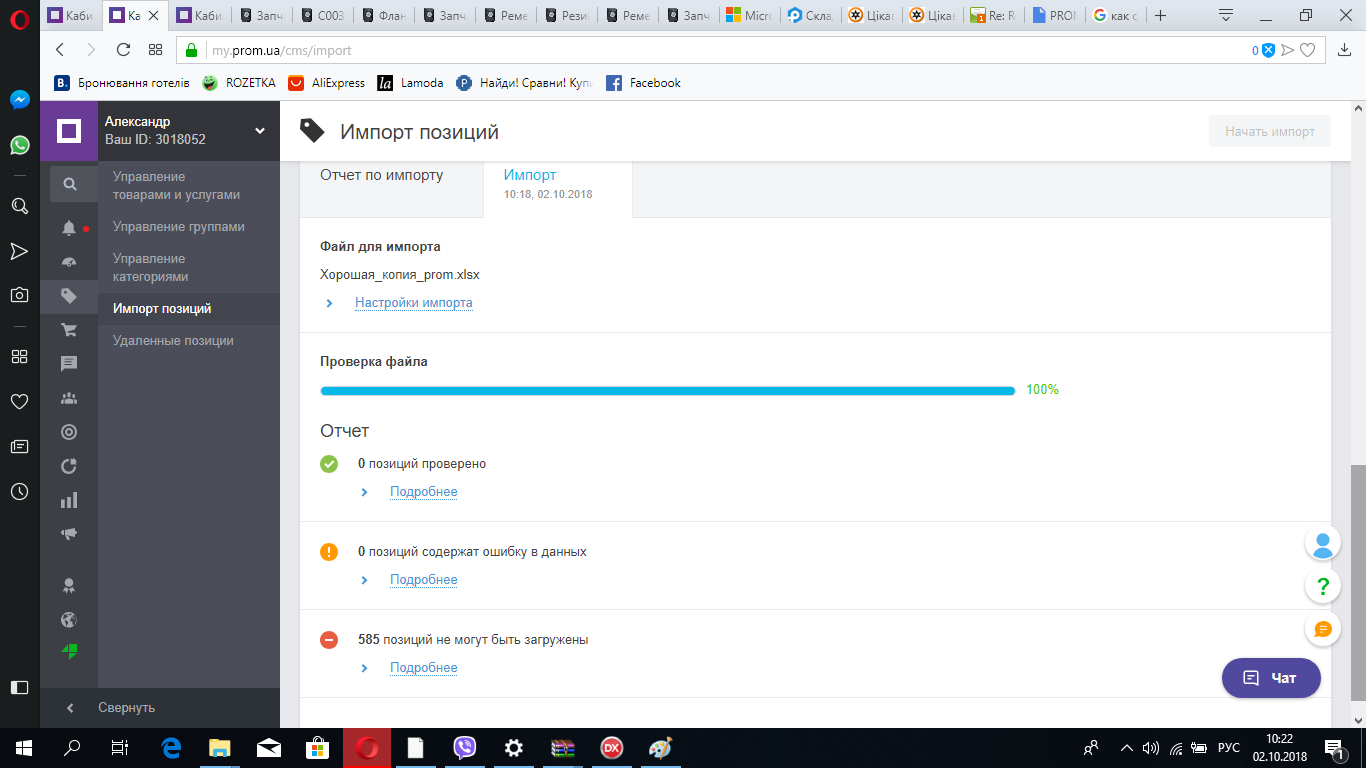 Каби
Ка
Каби
Запч
C003
Флан
Запч
Реме
Рези
Реме
Запч
Micro
Скла
Цікав
Цікав
Re: R
PROM
как с
my.prom.ua/cms/import
0
B.
Бронювання готелів
ROZETKA
AliExpress
la
Lamoda
P
Найди! Сравни! Купи
Facebook
Александр
Ваш ID: 3018052
Импорт позиций
Начать импорт
Управление
товарами и услугами
Управление группами
Управление
категориями
Импорт позиций
Удаленные позиции
Свернуть
Отчет по импорту
Импорт
10:18, 02.10.2018
Файл для импорта
Хорошая_копия_prom.xlsx
Настройки импорта
Проверка файла
100%
Отчет
0 позиций проверено
Подробнее
0 позиций содержат ошибку в данных
Подробнее
585 позиций не могут быть загружены
Подробнее
?
Чат
DX
РУС
10:22
02.10.2018
1